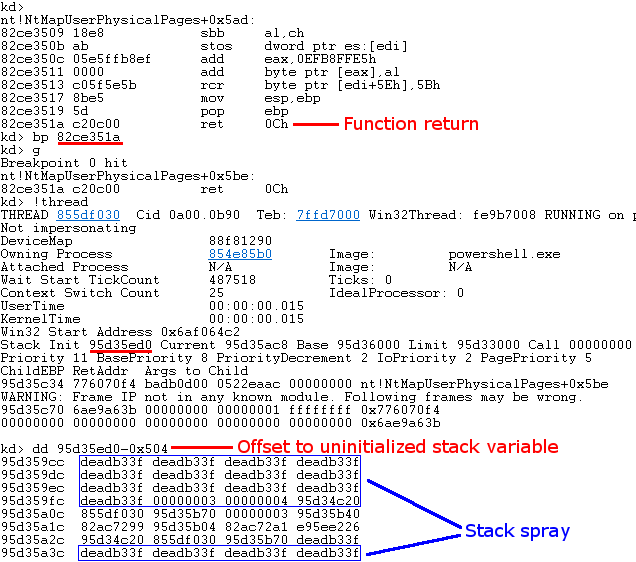 kd>
nt!NtMapUserPhysicalPages+0x5ad:
82ce3509 18e8 sbb al,ch
82ce350b ab stos dword ptr es:[edi]
82ce350c 05e5ffb8ef add eax,0EFB8FFE5h
82ce3511 0000 add byte ptr [eax],al
82ce3513 c05f5e5b rcr byte ptr [edi+5Eh],5Bh
82ce3517 8be5 mov esp,ebp
82ce3519 5d pop ebp
82ce351a c20c00 ret 0Ch Function return
kd> bp 82ce351a
kd> g
Breakpoint 0 hit
nt!NtMapUserPhysicalPages+0x5be:
82ce351a c20c00 ret 0Ch
kd> !thread
THREAD 855df030 Cid 0a00.0b90 Teb: 7ffd7000 Win32Thread: fe9b7008 RUNNING on p
Not impersonating
DeviceMap 88f81290
Owning Process 854e85b0 Image: powershell.exe
Attached Process N/A Image: N/A
Wait Start TickCount 487518 Ticks: 0
Context Switch Count 25 IdealProcessor: 0
UserTime 00:00:00.015
KernelTime 00:00:00.015
Win32 Start Address 0x6af064c2
Stack Init 95d35ed0 Current 95d35ac8 Base 95d36000 Limit 95d33000 Call 00000000
Priority 11 BasePriority 8 PriorityDecrement 2 IoPriority 2 PagePriority 5
ChildEBP RetAddr Args to Child
95d35c34 776070f4 badb0d00 0522eaac 00000000 nt!NtMapUserPhysicalPages+0x5be
WARNING: Frame IP not in any known module. Following frames may be wrong.
95d35c70 6ae9a63b 00000000 00000001 ffffffff 0x776070f4
00000000 00000000 00000000 00000000 00000000 0x6ae9a63b
kd> dd 95d35ed0-0x504 Offset to uninitialized stack variable
95d359cc deadb33f deadb33f deadb33f deadb33f
95d359dc deadb33f deadb33f deadb33f deadb33f
95d359ec deadb33f deadb33f deadb33f deadb33f
95d359fc deadb33f 00000003 00000004 95d34c20
95d35a0c 855df030 95d35b70 00000003 95d35b40
95d35a1c 82ac7299 95d35b04 82ac72a1 e95ee226
Stack spray
95d35a2c 95d34c20 855df030 95d35b70 deadb33f
95d35a3c deadb33f deadb33f deadb33f deadb33f